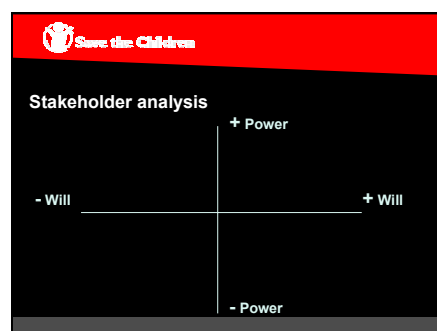 Save the Children
Stakeholder analysis
+ Power
- Will
+ Will
- Power